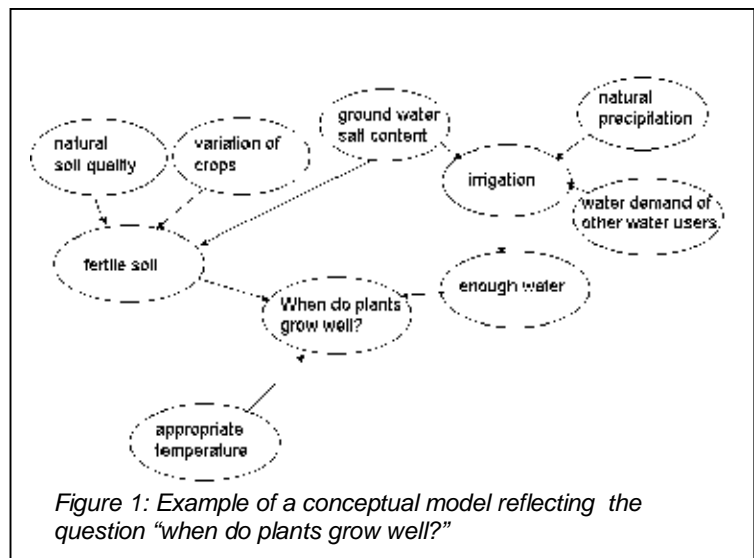 natural
precipitation
ground water
salt content
natural
soil quality
variation of
crops
irrigation
water demand of
other water users
fertile soil
enough water
When do plants
grow well?
appropriate
temperature
Figure 1: Example of a conceptual model reflecting the
question “when do plants grow well?”